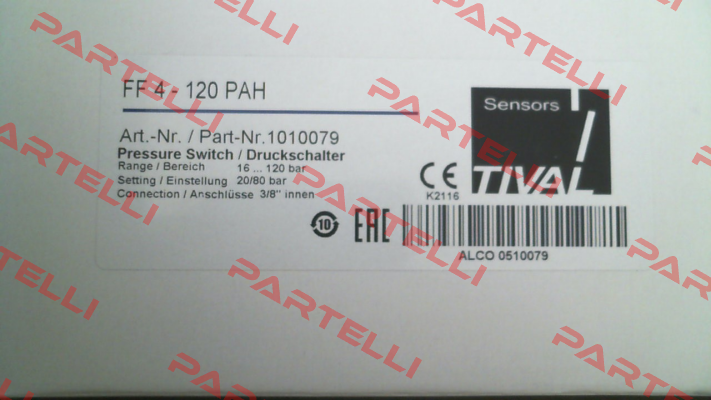 FF 4 - 120 PAH
Art.-Nr. / Part-Nr.1010079
Pressure Switch / Druckschalter
Range / Bereich 16 ... 120 bar
Setting / Einstellung 20/80 bar
Connection / Anschlüsse 3/8" innen
Sensors
TIVAL
CE
K2116
10
EAC
ALCO 0510079
PARTELLI
PARTELLI
PARTELLI
PARTELLI
PARTELLI
PARTELLI
PARTELLI
PARTELLI
PARTELLI